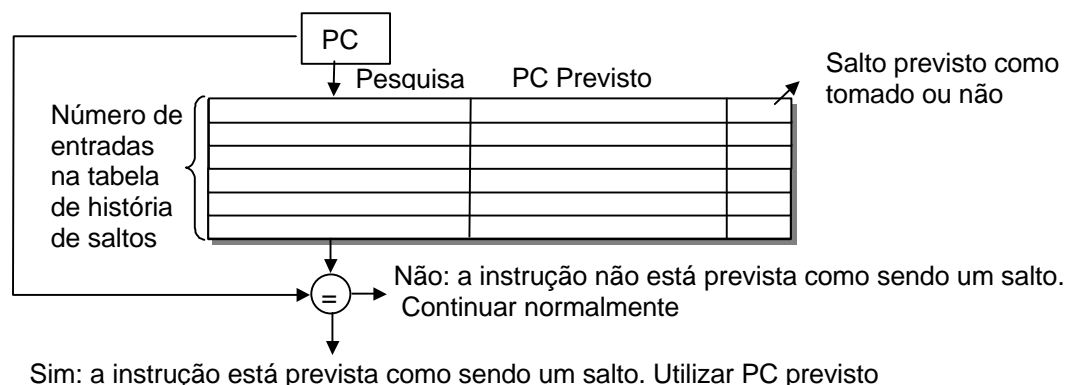 PC
Pesquisa PC Previsto
Salto previsto como
tomado ou não
Número de
entradas
na tabela
de história
de saltos
=
Não: a instrução não está prevista como sendo um salto.
Continuar normalmente
Sim: a instrução está prevista como sendo um salto. Utilizar PC previsto